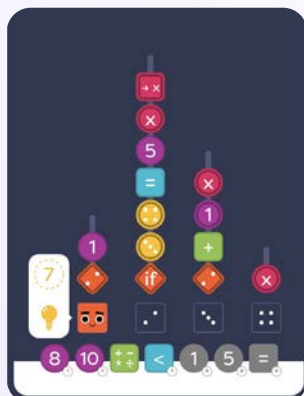 → x
x
5
= x
1 1
+
if
7 x
8 10 + - ÷ < 1 5 =